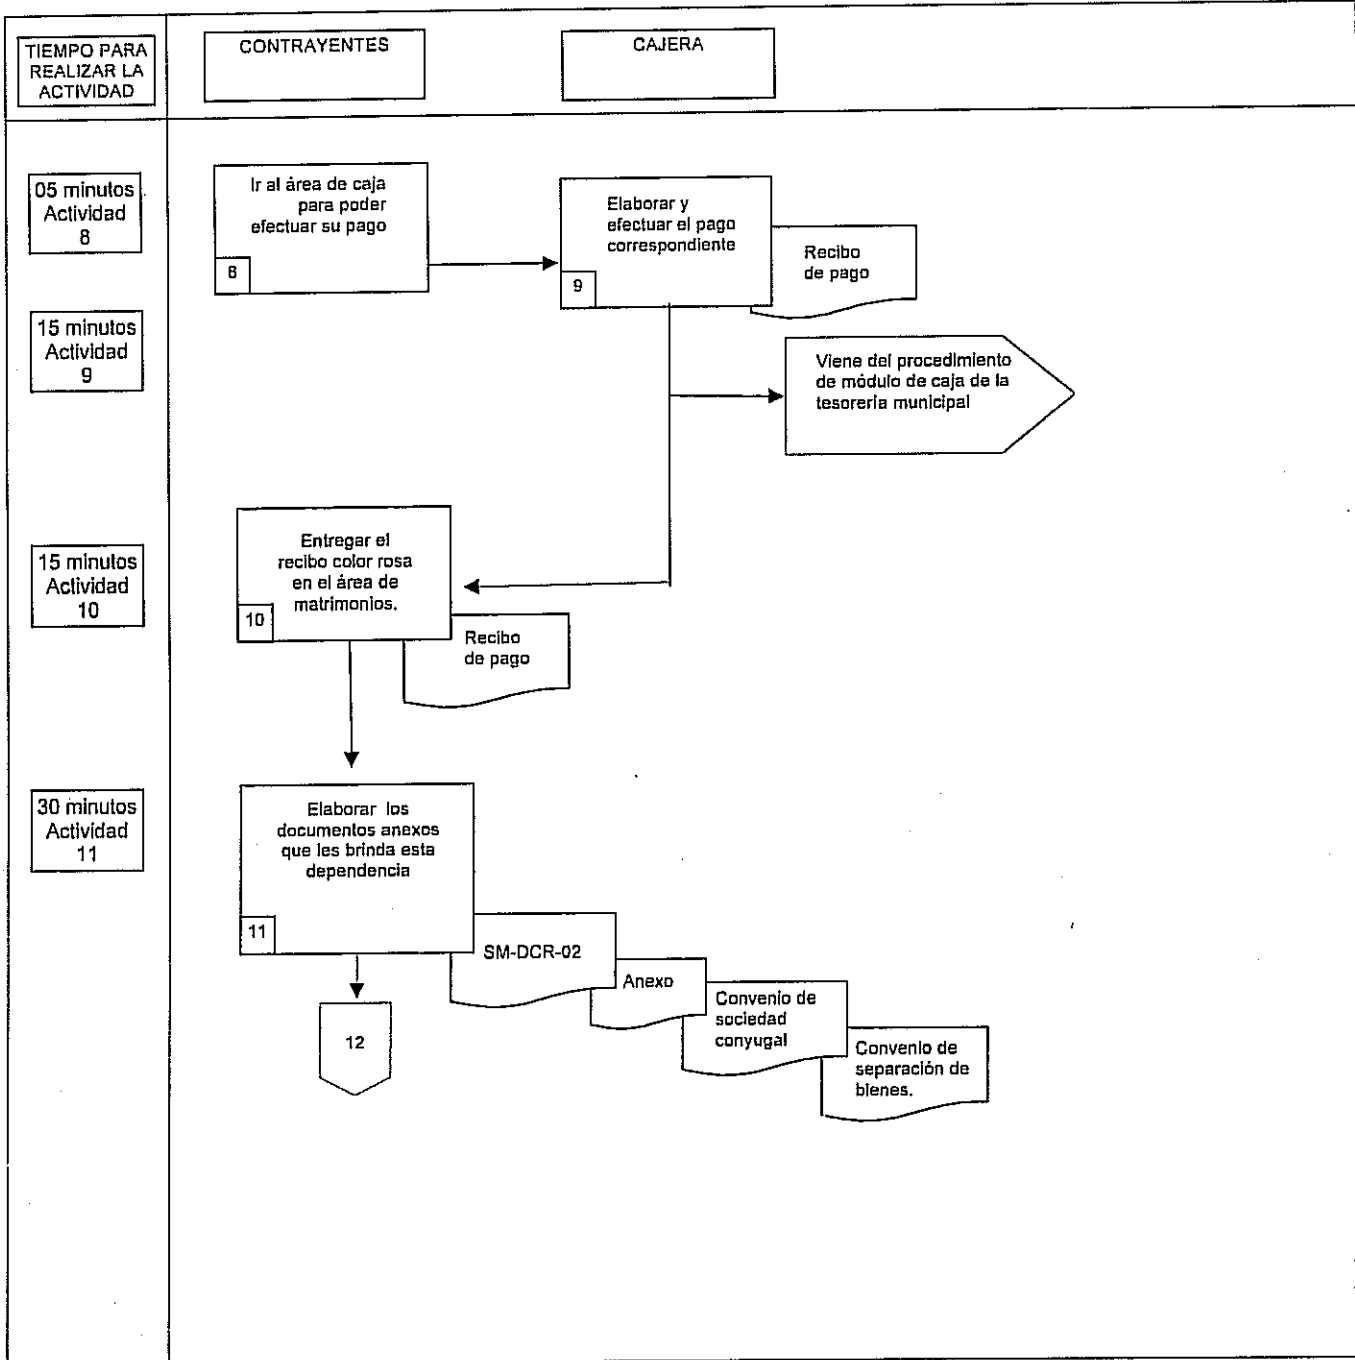 TIEMPO PARA
REALIZAR LA
ACTIVIDAD
CONTRAYENTES
CAJERA
05 minutos
Actividad
8
Ir al área de caja
para poder
efectuar su pago
8
Elaborar y
efectuar el pago
correspondiente
9
Recibo
de pago
15 minutos
Actividad
9
Viene del procedimiento
de módulo de caja de la
tesorería municipal
15 minutos
Actividad
10
Entregar el
recibo color rosa
en el área de
matrimonios.
10
Recibo
de pago
30 minutos
Actividad
11
Elaborar los
documentos anexos
que les brinda esta
dependencia
11
SM-DCR-02
Anexo
Convenio de
sociedad
conyugal
Convenio de
separación de
bienes.
12